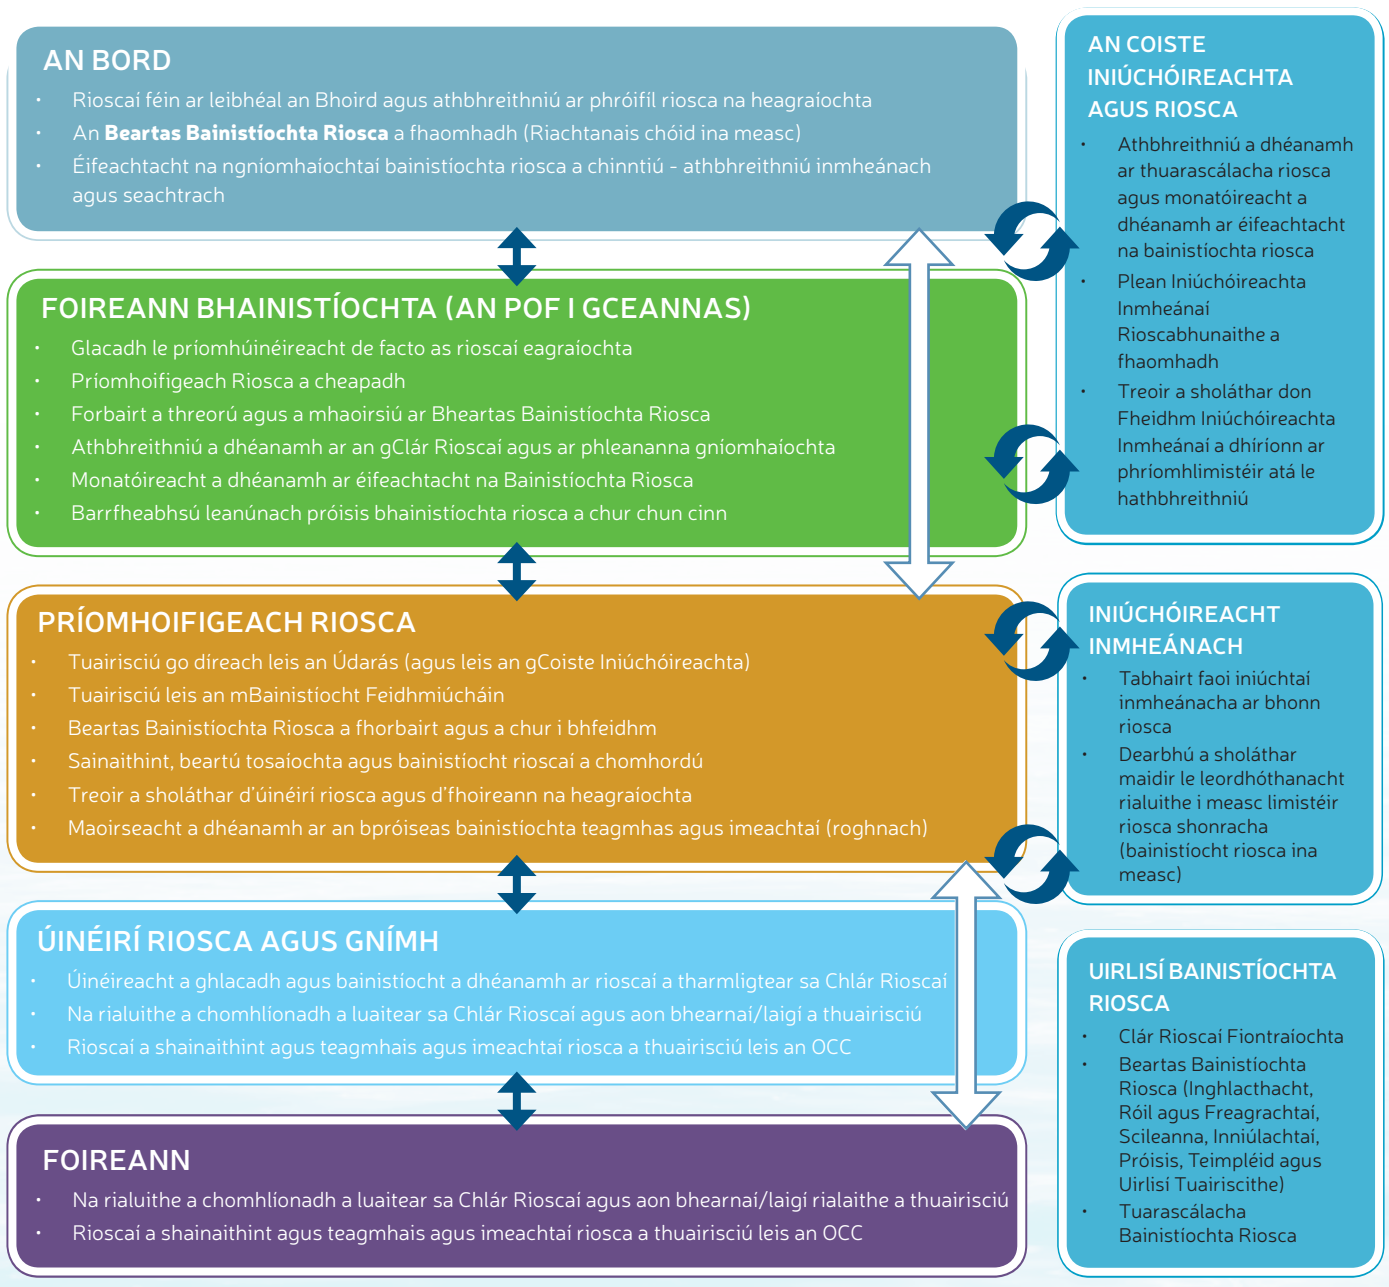 AN BORD
• Rioscaí féin ar leibhéal an Bhoird agus athbhreithniú ar phróifíl riosca na heagraíochta
• An Beartas Bainistíochta Riosca a fhaomhadh (Riachtanais chóid ina measc)
• Éifeachtacht na ngníomhaíochtaí bainistíochta riosca a chinntiú - athbhreithniú inmheánach
agus seachtrach
FOIREANN BHAINISTÍOCHTA (AN POF I GCEANNAS)
• Glacadh le príomhúinéireacht de facto as rioscaí eagraíochta
• Príomhoifigeach Riosca a cheapadh
• Forbairt a threorú agus a mhaoirsiú ar Bheartas Bainistíochta Riosca
• Athbhreithniú a dhéanamh ar an gClár Rioscaí agus ar phleananna gníomhaíochta
• Monatóireacht a dhéanamh ar éifeachtacht na Bainistíochta Riosca
• Barrfheabhsú leanúnach próisis bhainistíochta riosca a chur chun cinn
PRÍOMHOIFIGEACH RIOSCA
• Tuairisciú go díreach leis an Údarás (agus leis an gCoiste Iniúchóireachta)
• Tuairisciú leis an mBainistíocht Feidhmiúcháin
• Beartas Bainistíochta Riosca a fhorbairt agus a chur i bhfeidhm
• Sainaithint, beartú tosaíochta agus bainistíocht rioscaí a chomhordú
• Treoir a sholáthar d'úinéirí riosca agus d'fhoireann na heagraíochta
• Maoirseacht a dhéanamh ar an bpróiseas bainistíochta teagmhas agus imeachtaí (roghnach)
ÚINÉIRÍ RIOSCA AGUS GNÍMH
• Úinéireacht a ghlacadh agus bainistíocht a dhéanamh ar rioscaí a tharmligtear sa Chlár Rioscaí
• Na rialuithe a chomhlíonadh a luaitear sa Chlár Rioscaí agus aon bhearnaí/laigí a thuairisciú
• Rioscaí a shainaithint agus teagmhais agus imeachtaí riosca a thuairisciú leis an OCC
FOIREANN
• Na rialuithe a chomhlíonadh a luaitear sa Chlár Rioscaí agus aon bhearnaí/laigí rialaithe a thuairisciú
• Rioscaí a shainaithint agus teagmhais agus imeachtaí riosca a thuairisciú leis an OCC
AN COISTE
INIÚCHÓIREACHTA
AGUS RIOSCA
• Athbhreithniú a dhéanamh
ar thuarascálacha riosca
agus monatóireacht a
dhéanamh ar éifeachtacht
na bainistíochta riosca
• Plean Iniúchóireachta
Inmheánaí
Rioscabhunaithe a
fhaomhadh
• Treoir a sholáthar don
Fheidhm Iniúchóireachta
Inmheánaí a dhíríonn ar
phríomhlimistéir atá le
hathbhreithniú
INIÚCHÓIREACHT
INMHEÁNACH
• Tabhairt faoi iniúchtaí
inmheánacha ar bhonn
riosca
• Dearbhú a sholáthar
maidir le leordhóthanacht
rialuithe i measc limistéir
riosca shonracha
(bainistíocht riosca ina
measc)
UIRLISÍ BAINISTÍOCHTA
RIOSCA
• Clár Rioscaí Fiontraíochta
• Beartas Bainistíochta
Riosca (Inghlacthacht,
Róil agus Freagrachtaí,
Scileanna, Inniúlachtaí,
Próisis, Teimpléid agus
Uirlisí Tuairiscithe)
• Tuarascálacha
Bainistíochta Riosca